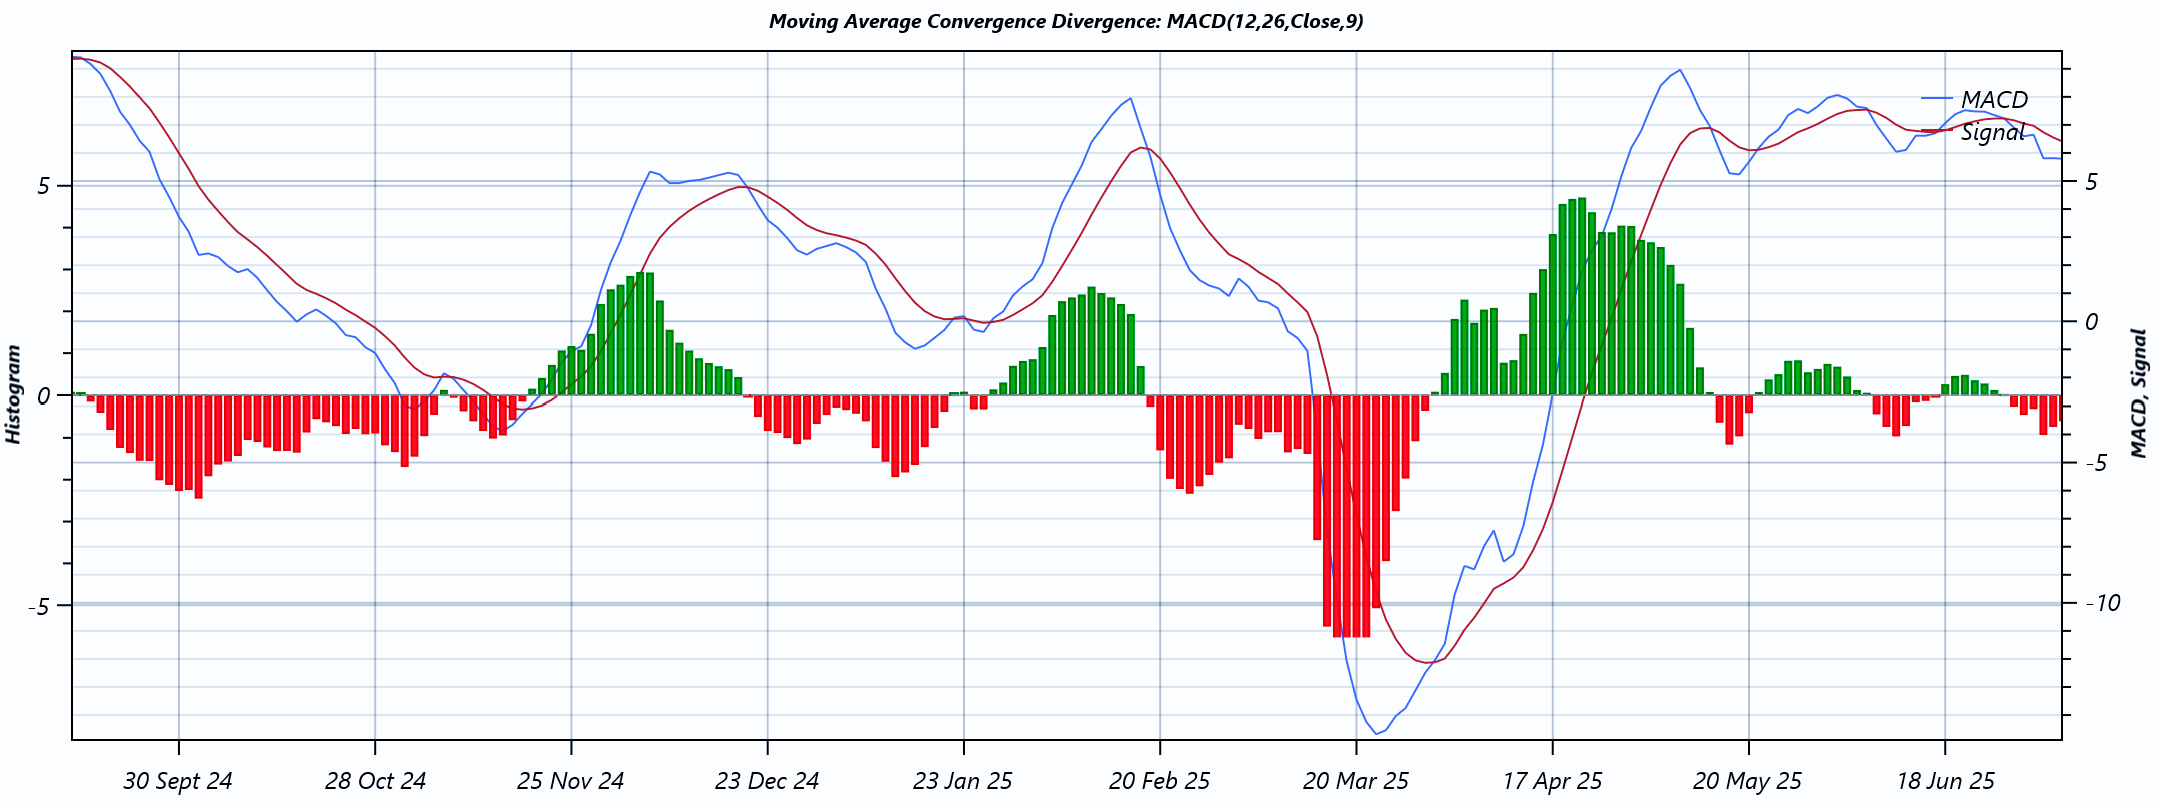 Moving Average Convergence Divergence: MACD(12,26,Close,9)
MACD
Signal
5
0
-5
Histogram
5
0
-5
-10
MACD, Signal
30 Sept 24
28 Oct 24
25 Nov 24
23 Dec 24
23 Jan 25
20 Feb 25
20 Mar 25
17 Apr 25
20 May 25
18 Jun 25